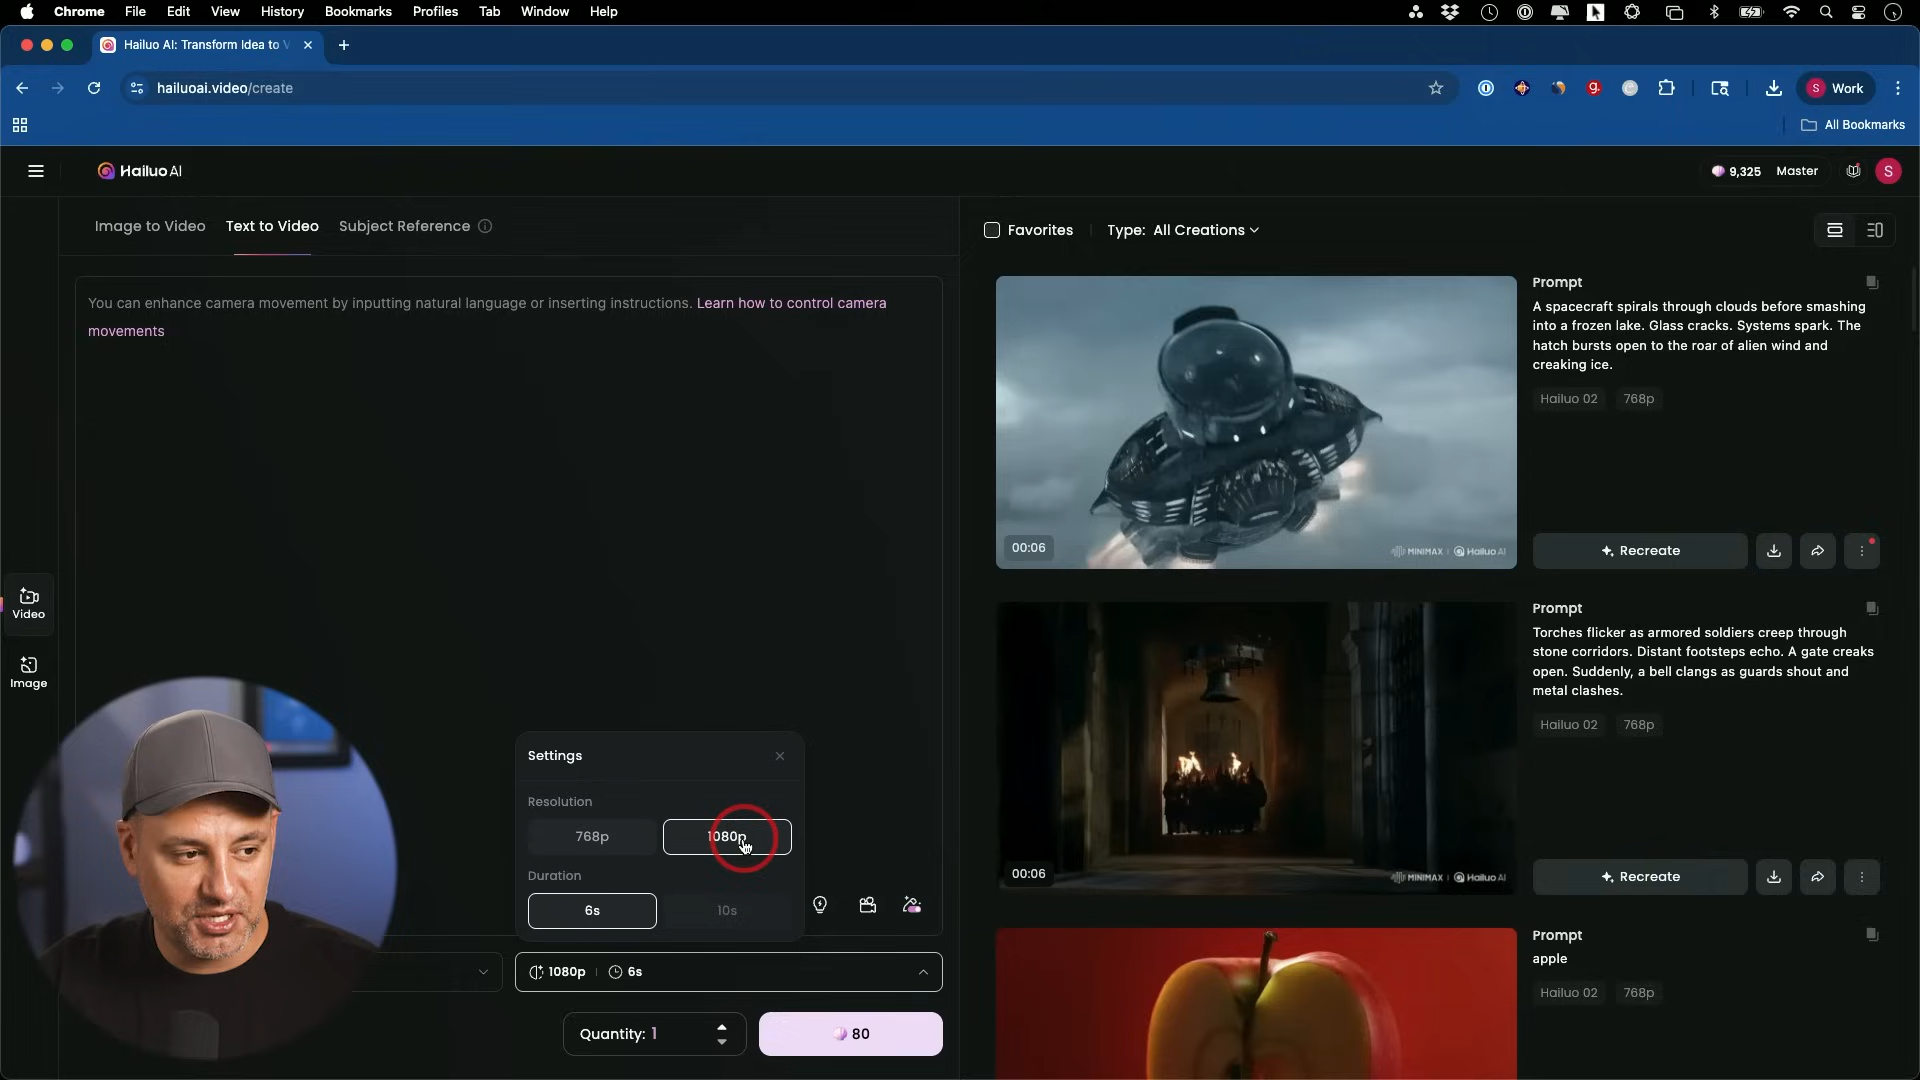 Chrome File Edit View History Bookmarks Profiles Tab Window Help
Hailuo AI: Transform Idea to V
hailuoai.video/create
Work
All Bookmarks
Hailuo AI
9,325 Master
S
Image to Video Text to Video Subject Reference
You can enhance camera movement by inputting natural language or inserting instructions. Learn how to control camera
movements
Video
Image
Settings
Resolution
768p 1080p
Duration
6s 10s
1080p 6s
Quantity: 1
80
Favorites Type: All Creations
00:06
MINIMAX | Hailuo AI
Prompt
A spacecraft spirals through clouds before smashing
into a frozen lake. Glass cracks. Systems spark. The
hatch bursts open to the roar of alien wind and
creaking ice.
Hailuo 02 768p
Recreate
00:06
MINIMAX | Hailuo AI
Prompt
Torches flicker as armored soldiers creep through
stone corridors. Distant footsteps echo. A gate creaks
open. Suddenly, a bell clangs as guards shout and
metal clashes.
Hailuo 02 768p
Recreate
Prompt
apple
Hailuo 02 768p